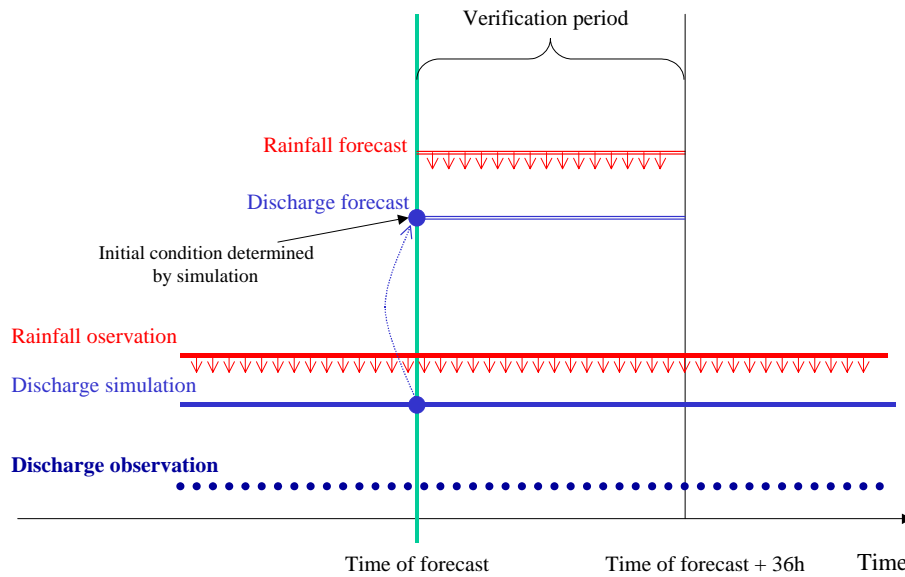 Verification period
Rainfall forecast
Discharge forecast
Initial condition determined
by simulation
Rainfall oservation
Discharge simulation
Discharge observation
Time of forecast
Time of forecast + 36h
Time